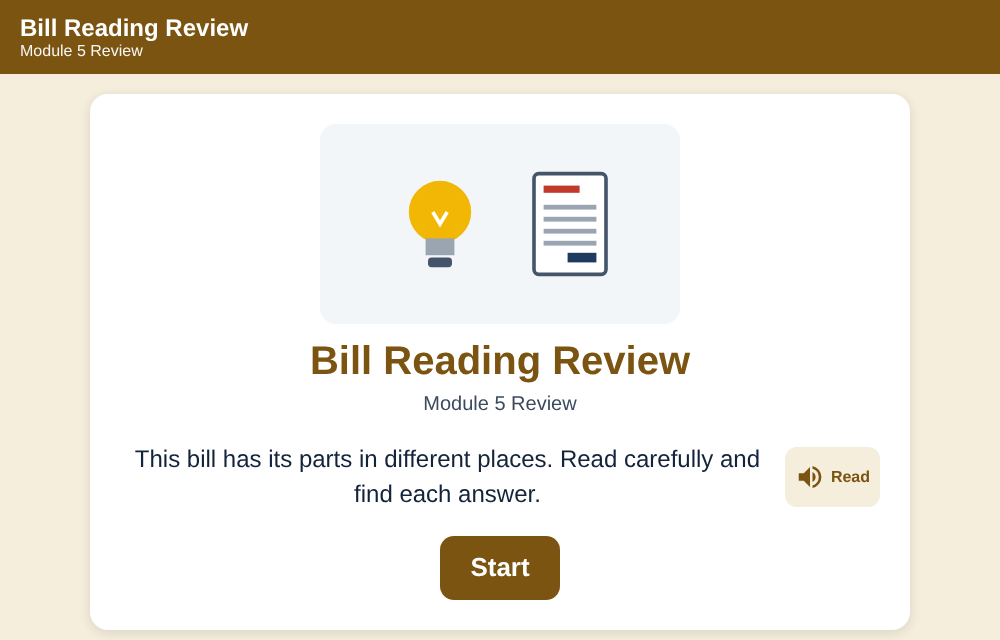 Bill Reading Review
Module 5 Review
Bill Reading Review
Module 5 Review
This bill has its parts in different places. Read carefully and
find each answer.
Read
Start